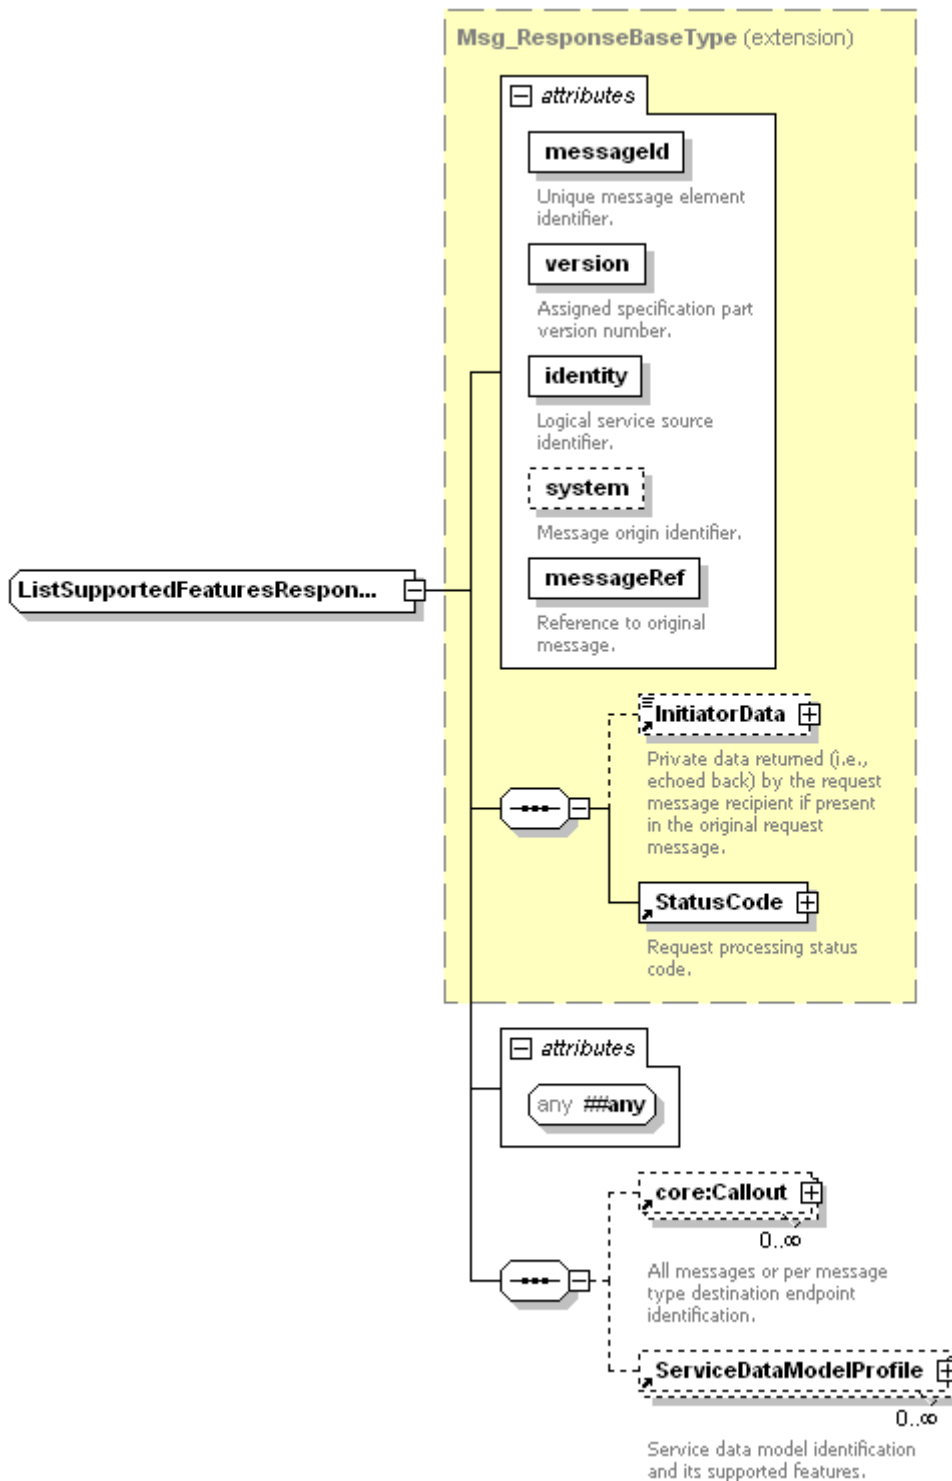 Msg_ResponseBaseType (extension)
attributes
messageId
Unique message element
identifier.
version
Assigned specification part
version number.
identity
Logical service source
identifier.
system
Message origin identifier.
messageRef
Reference to original
message.
ListSupportedFeaturesRespon...
InitiatorData
Private data returned (i.e.,
echoed back) by the request
message recipient if present
in the original request
message.
StatusCode
Request processing status
code.
attributes
any ##any
core:Callout
0..∞
All messages or per message
type destination endpoint
identification.
ServiceDataModelProfile
0..∞
Service data model identification
and its supported features.